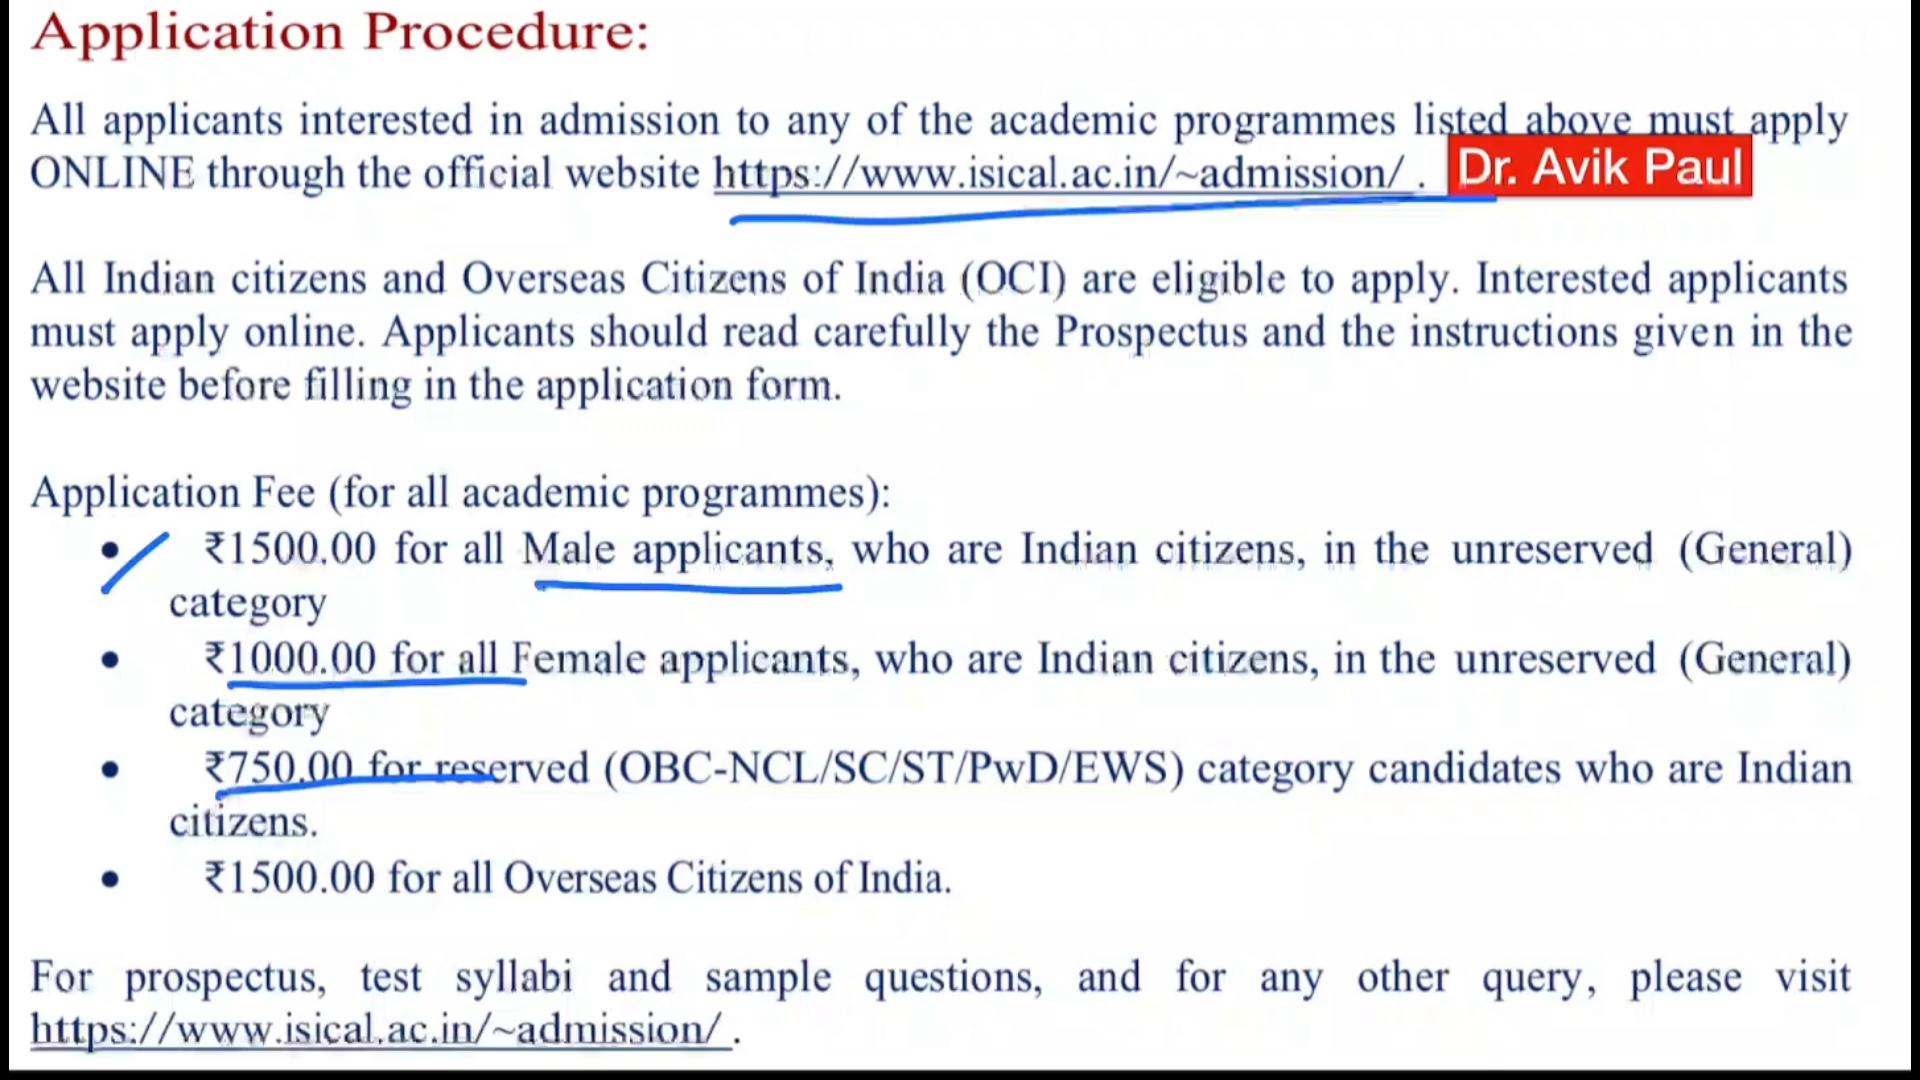 Application Procedure:
All applicants interested in admission to any of the academic programmes listed above must apply
ONLINE through the official website https://www.isical.ac.in/~admission/ .
Dr. Avik Paul
All Indian citizens and Overseas Citizens of India (OCI) are eligible to apply. Interested applicants
must apply online. Applicants should read carefully the Prospectus and the instructions given in the
website before filling in the application form.
Application Fee (for all academic programmes):
• ₹1500.00 for all Male applicants, who are Indian citizens, in the unreserved (General)
category
• ₹1000.00 for all Female applicants, who are Indian citizens, in the unreserved (General)
category
• ₹750.00 for reserved (OBC-NCL/SC/ST/PwD/EWS) category candidates who are Indian
citizens.
• ₹1500.00 for all Overseas Citizens of India.
For prospectus, test syllabi and sample questions, and for any other query, please visit
https://www.isical.ac.in/~admission/ .